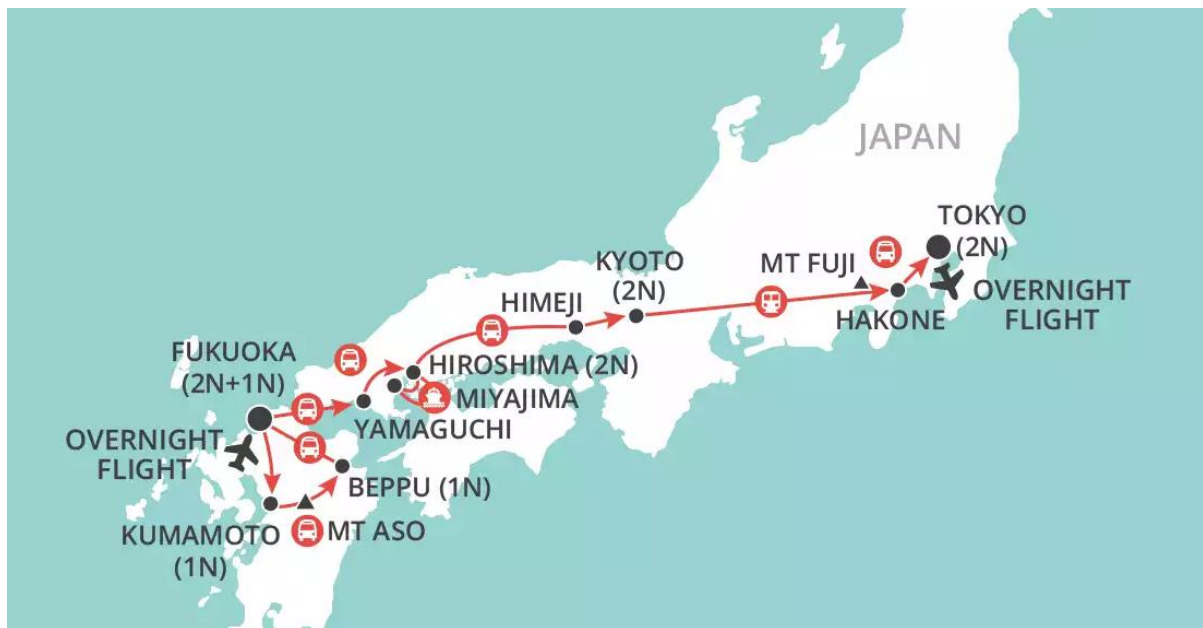 JAPAN
TOKYO
(2N)
OVERNIGHT
FLIGHT
MT FUJI
HAKONE
KYOTO
(2N)
HIMEJI
HIROSHIMA (2N)
MIYAJIMA
YAMAGUCHI
FUKUOKA
(2N+1N)
OVERNIGHT
FLIGHT
BEPPU (1N)
MT ASO
KUMAMOTO
(1N)